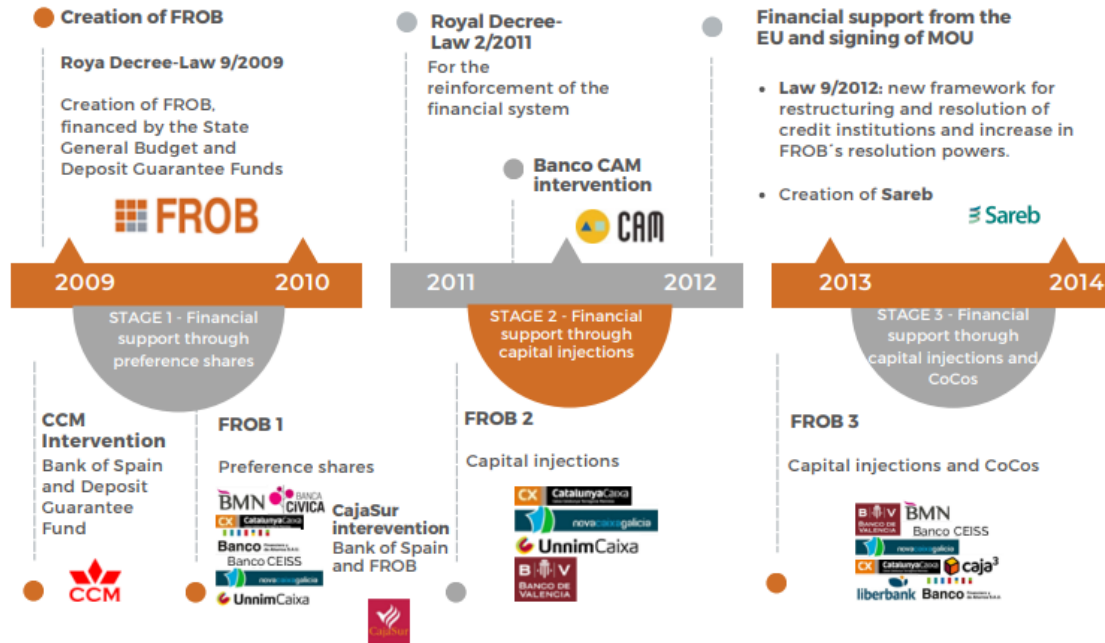 Creation of FROB
Roya Decree-Law 9/2009
Creation of FROB,
financed by the State
General Budget and
Deposit Guarantee Funds
FROB
Royal Decree-
Law 2/2011
For the
reinforcement of the
financial system
Banco CAM
intervention
CAM
Financial support from the
EU and signing of MOU
• Law 9/2012: new framework for
restructuring and resolution of
credit institutions and increase in
FROB´s resolution powers.
• Creation of Sareb
Sareb
2009
2010
2011
2012
2013
2014
STAGE 1 - Financial
support through
preference shares
STAGE 2 - Financial
support through
capital injections
STAGE 3 - Financial
support thorugh
capital injections and
CoCos
CCM
Intervention
Bank of Spain
and Deposit
Guarantee
Fund
CCM
FROB 1
Preference shares
BMN
BANCA
CIVICA
CX CatalunyaCaixa
Banco
Banco CEISS
novacaixagalicia
UnnimCaixa
CajaSur
interevention
Bank of Spain
and FROB
CajaSur
FROB 2
Capital injections
CX CatalunyaCaixa
novacaixagalicia
UnnimCaixa
B V
BANCO DE
VALENCIA
FROB 3
Capital injections and CoCos
B V
BANCO DE
VALENCIA
BMN
Banco CEISS
novacaixagalicia
CX CatalunyaCaixa
caja3
liberbank
Banco